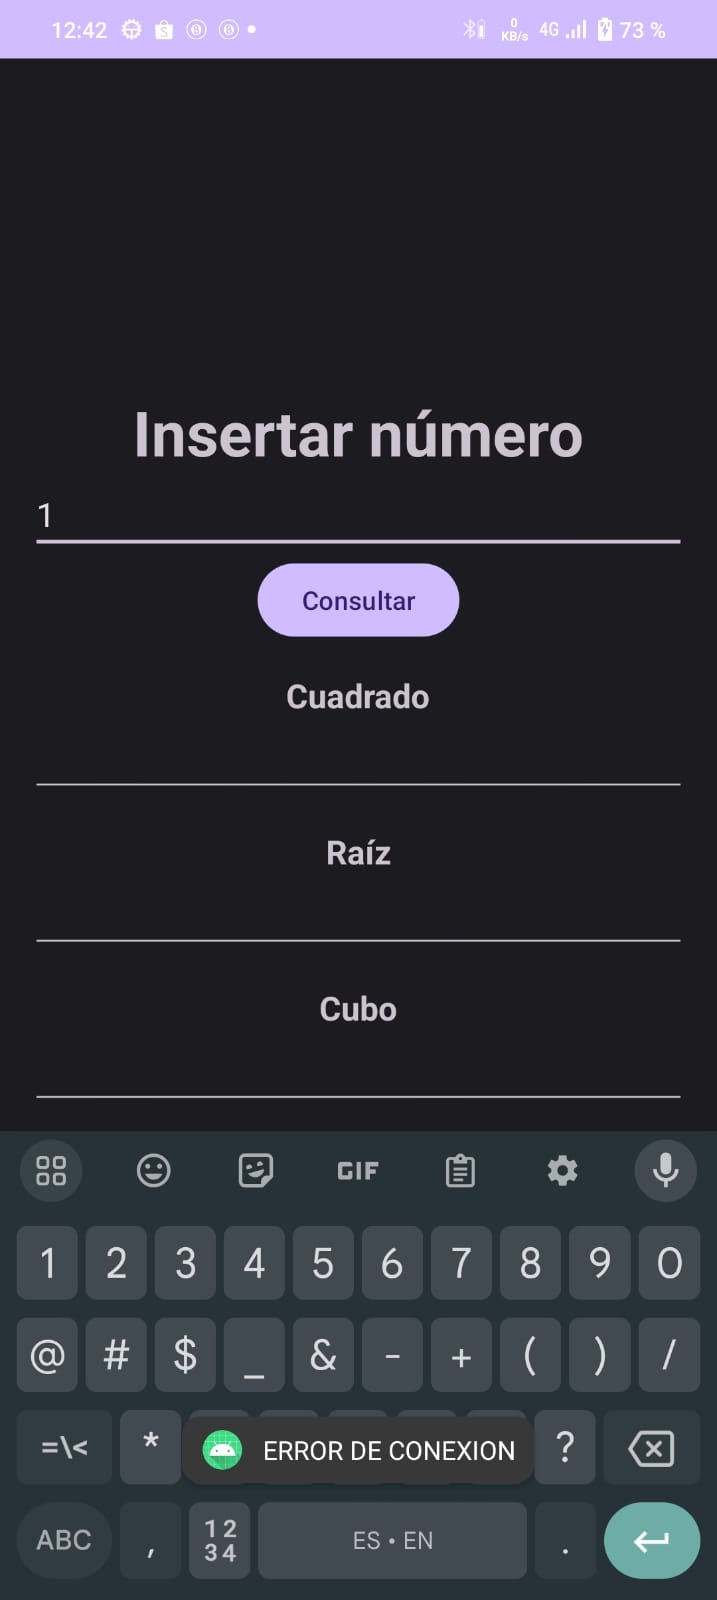 12:42 0 KB/s 4G 73 %
Insertar número
1
Consultar
Cuadrado
Raíz
Cubo
GIF
1 2 3 4 5 6 7 8 9 0
@ # $ _ & - + ( ) /
=\< * ERROR DE CONEXION ?
ABC , 12 34 ES • EN .